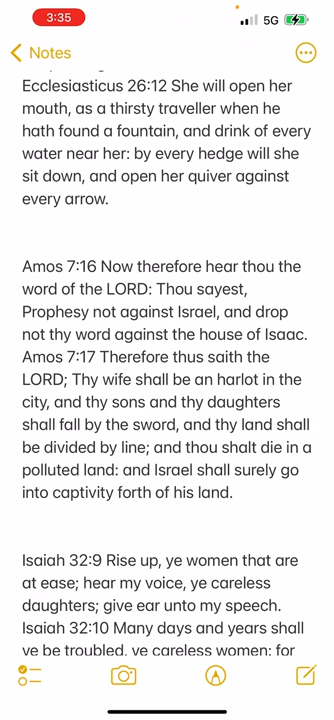 3:35
5G
Notes
Ecclesiasticus 26:12 She will open her
mouth, as a thirsty traveller when he
hath found a fountain, and drink of every
water near her: by every hedge will she
sit down, and open her quiver against
every arrow.
Amos 7:16 Now therefore hear thou the
word of the LORD: Thou sayest,
Prophesy not against Israel, and drop
not thy word against the house of Isaac.
Amos 7:17 Therefore thus saith the
LORD; Thy wife shall be an harlot in the
city, and thy sons and thy daughters
shall fall by the sword, and thy land shall
be divided by line; and thou shalt die in a
polluted land: and Israel shall surely go
into captivity forth of his land.
Isaiah 32:9 Rise up, ye women that are
at ease; hear my voice, ye careless
daughters; give ear unto my speech.
Isaiah 32:10 Many days and years shall
ye be troubled, ye careless women: for